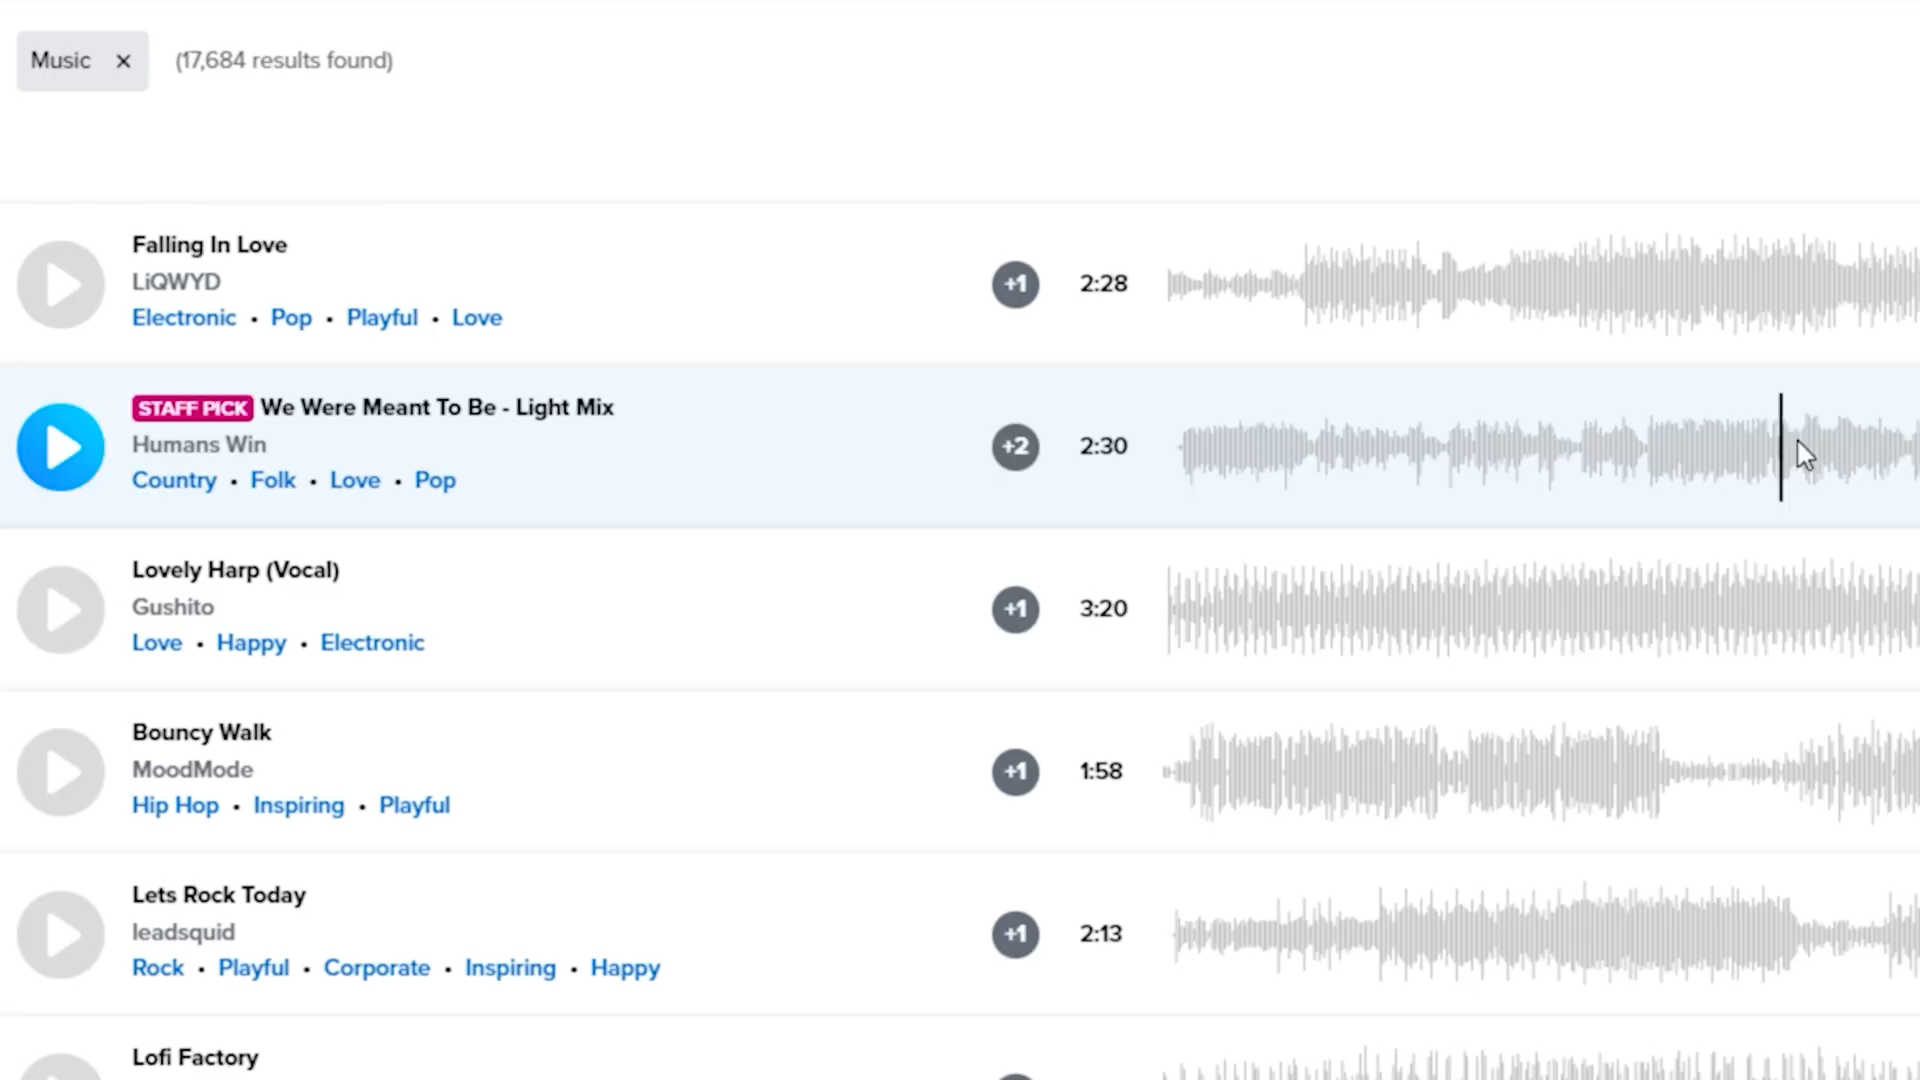 Music × (17,684 results found)
Falling In Love
LiQWYD
+1 2:28
Electronic • Pop • Playful • Love
STAFF PICK We Were Meant To Be - Light Mix
Humans Win
+2 2:30
Country • Folk • Love • Pop
Lovely Harp (Vocal)
Gushito
+1 3:20
Love • Happy • Electronic
Bouncy Walk
MoodMode
+1 1:58
Hip Hop • Inspiring • Playful
Lets Rock Today
leadsquid
+1 2:13
Rock • Playful • Corporate • Inspiring • Happy
Lofi Factory